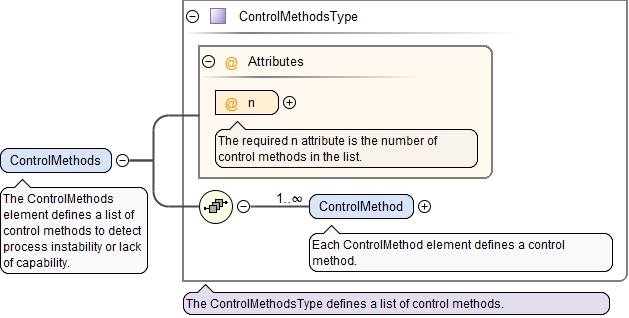 ControlMethodsType
@ Attributes
@ n
The required n attribute is the number of
control methods in the list.
ControlMethods
The ControlMethods
element defines a list of
control methods to detect
process instability or lack
of capability.
1..∞
ControlMethod
Each ControlMethod element defines a control
method.
The ControlMethodsType defines a list of control methods.